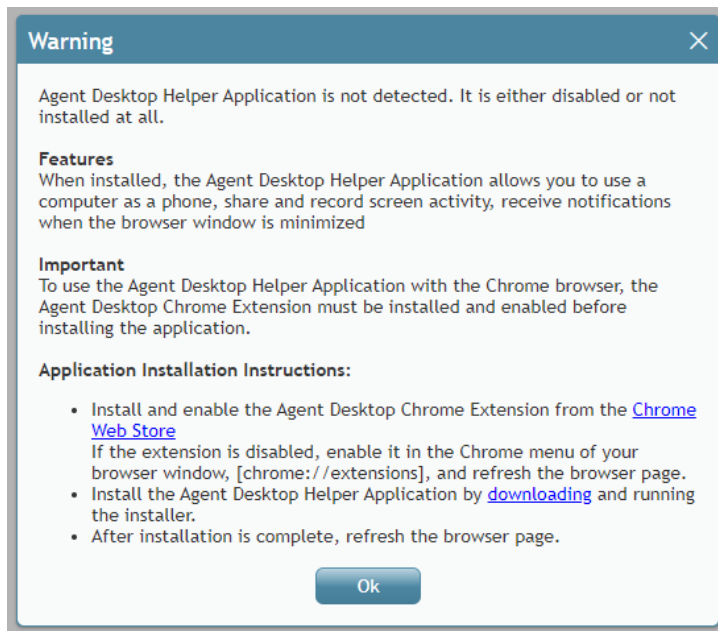 Warning
Agent Desktop Helper Application is not detected. It is either disabled or not
installed at all.
Features
When installed, the Agent Desktop Helper Application allows you to use a
computer as a phone, share and record screen activity, receive notifications
when the browser window is minimized
Important
To use the Agent Desktop Helper Application with the Chrome browser, the
Agent Desktop Chrome Extension must be installed and enabled before
installing the application.
Application Installation Instructions:
• Install and enable the Agent Desktop Chrome Extension from the Chrome
Web Store
If the extension is disabled, enable it in the Chrome menu of your
browser window, [chrome://extensions], and refresh the browser page.
• Install the Agent Desktop Helper Application by downloading and running
the installer.
• After installation is complete, refresh the browser page.
Ok